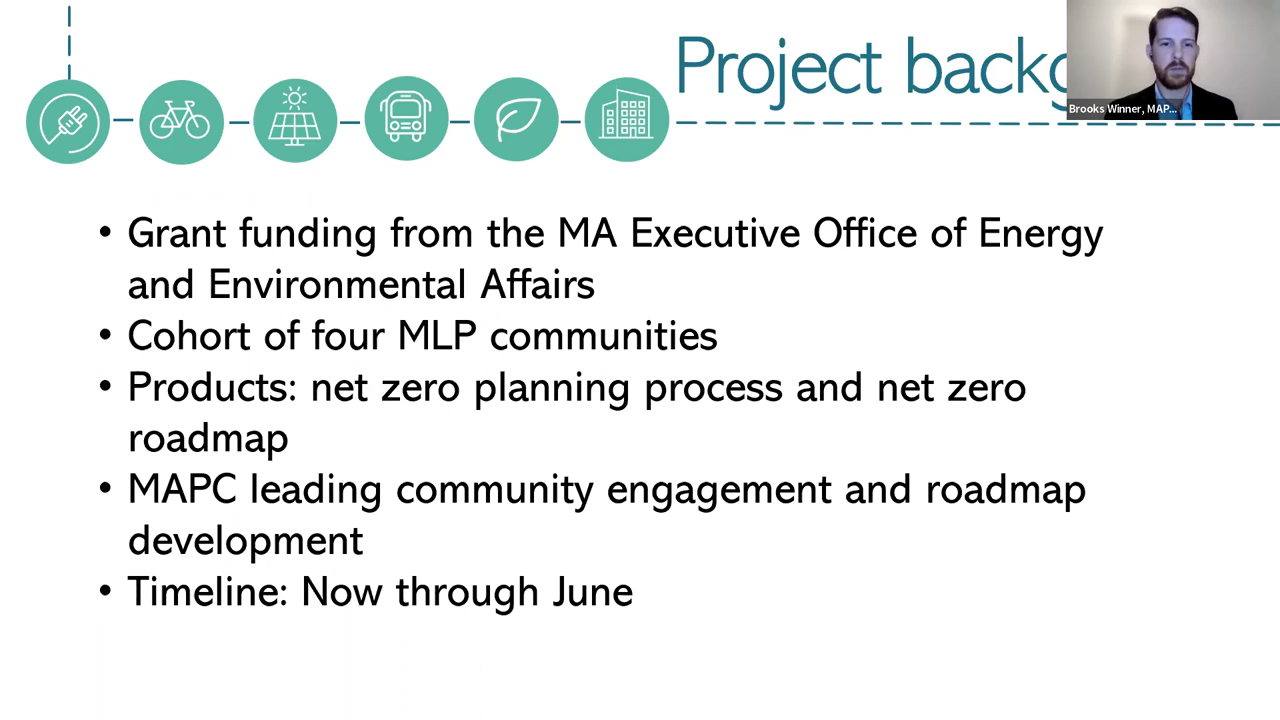 Project backg
Brooks Winner, MAP...
• Grant funding from the MA Executive Office of Energy
and Environmental Affairs
• Cohort of four MLP communities
• Products: net zero planning process and net zero
roadmap
• MAPC leading community engagement and roadmap
development
• Timeline: Now through June